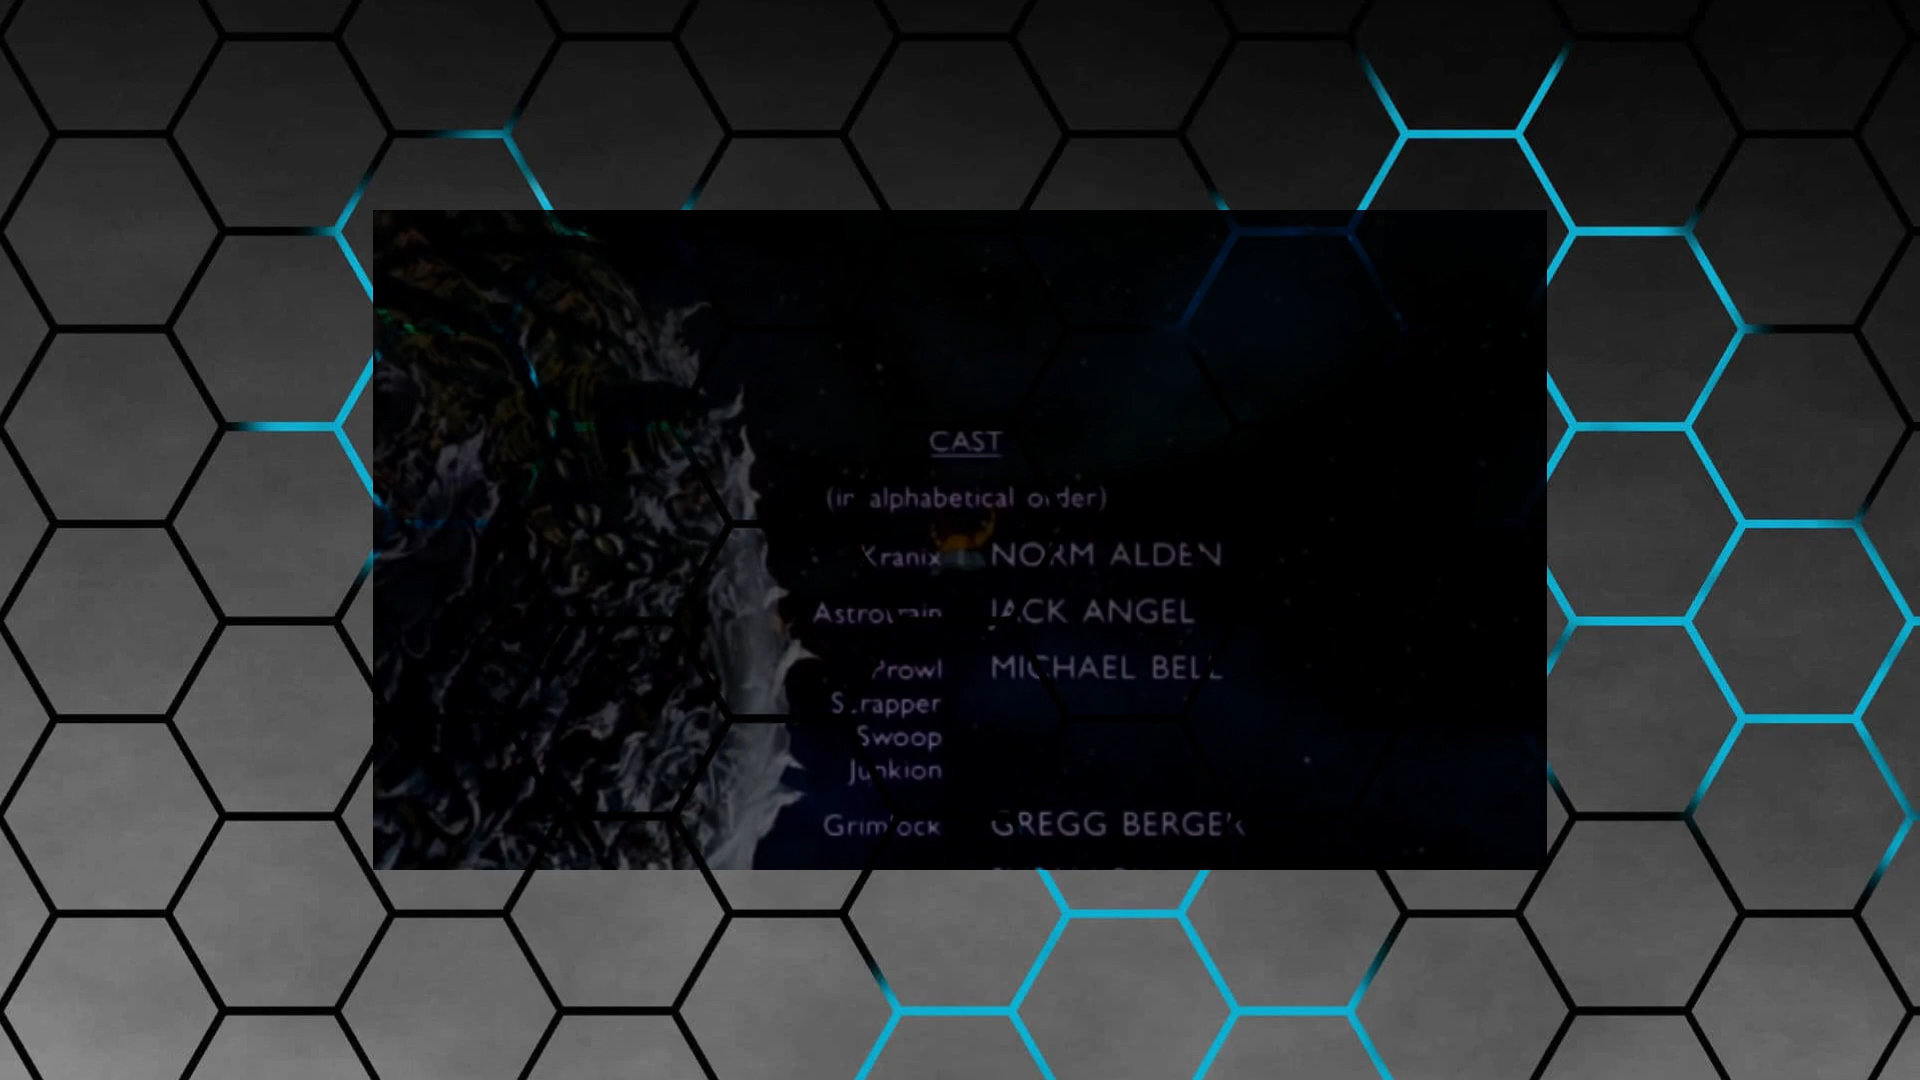 CAST
(in alphabetical order)
Kranix NORM ALDEN
Astrotrain JACK ANGEL
Prowl MICHAEL BELL
Scrapper
Swoop
Junkion
Grimlock GREGG BERGER